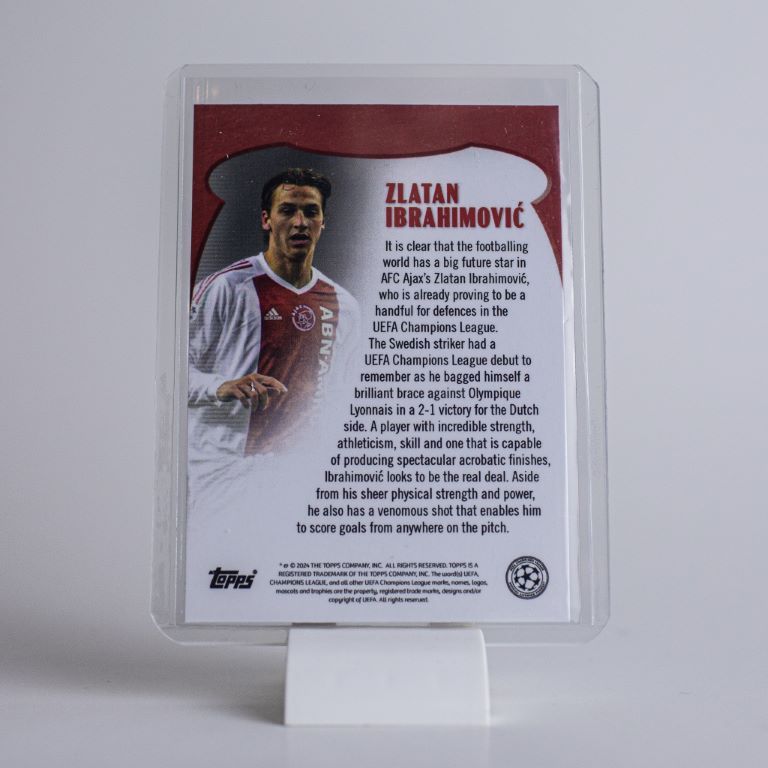 ZLATAN
IBRAHIMOVIĆ
It is clear that the footballing
world has a big future star in
AFC Ajax's Zlatan Ibrahimović,
who is already proving to be a
handful for defences in the
UEFA Champions League.
The Swedish striker had a
UEFA Champions League debut to
remember as he bagged himself a
brilliant brace against Olympique
Lyonnais in a 2-1 victory for the Dutch
side. A player with incredible strength,
athleticism, skill and one that is capable
of producing spectacular acrobatic finishes,
Ibrahimović looks to be the real deal. Aside
from his sheer physical strength and power,
he also has a venomous shot that enables him
to score goals from anywhere on the pitch.
adidas
ABN·AMRO
Topps
® © 2024 THE TOPPS COMPANY, INC. ALL RIGHTS RESERVED. TOPPS IS A
REGISTERED TRADEMARK OF THE TOPPS COMPANY, INC. The word(s) UEFA,
CHAMPIONS LEAGUE, and all other UEFA Champions League marks, names, logos,
mascots and trophies are the property, registered trade marks, designs and/or
copyright of UEFA. All rights reserved.